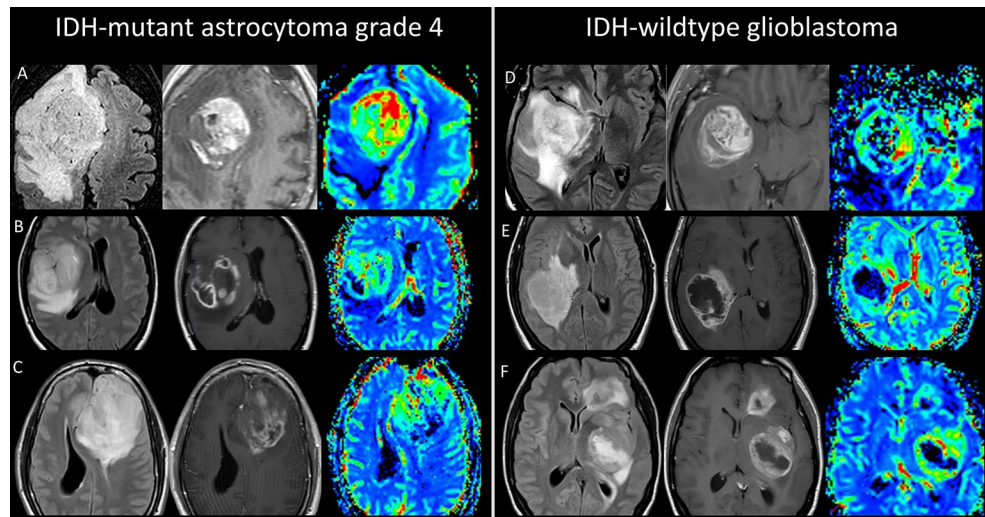 IDH-mutant astrocytoma grade 4
IDH-wildtype glioblastoma
A
B
C
D
E
F